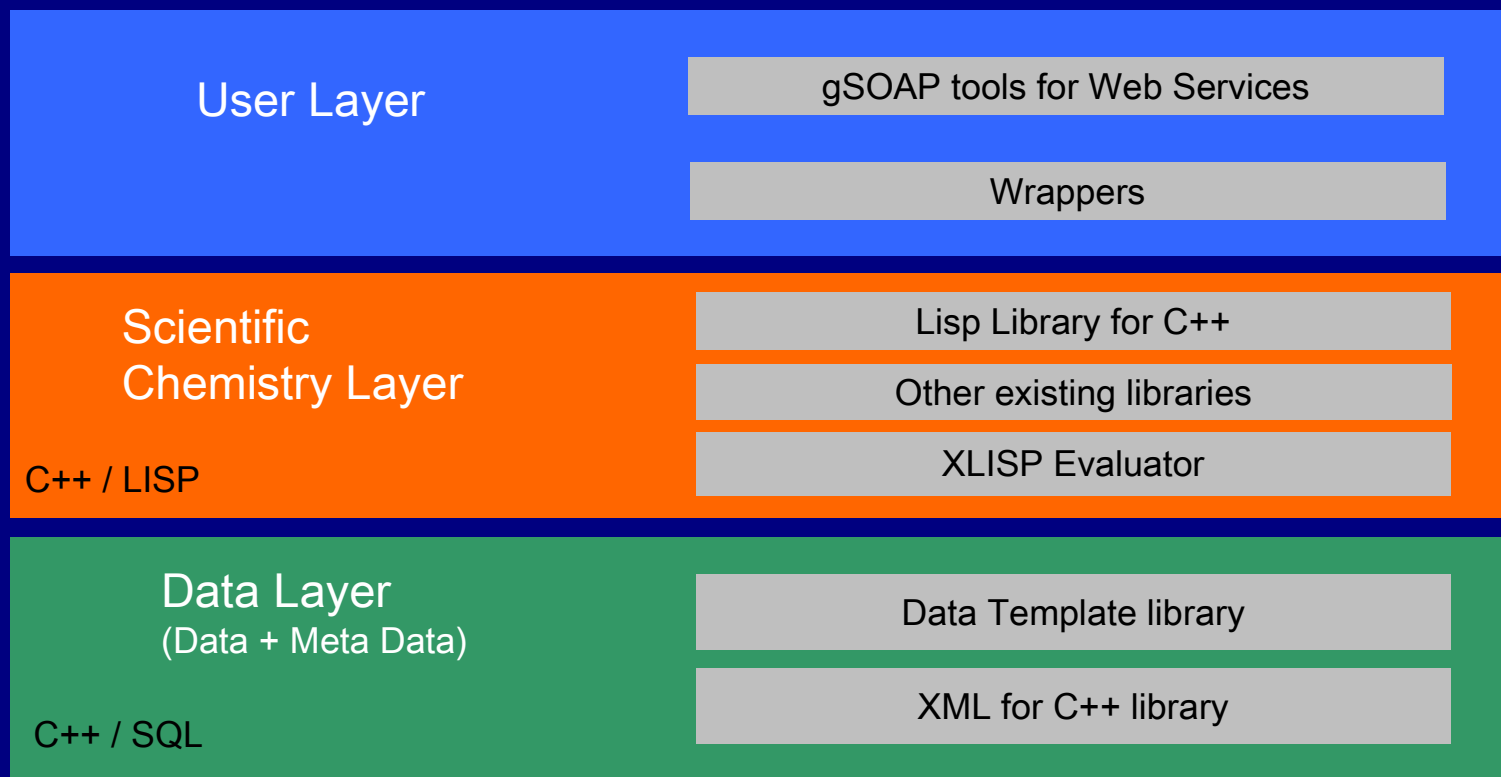 User Layer
gSOAP tools for Web Services
Wrappers
Scientific
Chemistry Layer
C++ / LISP
Lisp Library for C++
Other existing libraries
XLISP Evaluator
Data Layer
(Data + Meta Data)
C++ / SQL
Data Template library
XML for C++ library